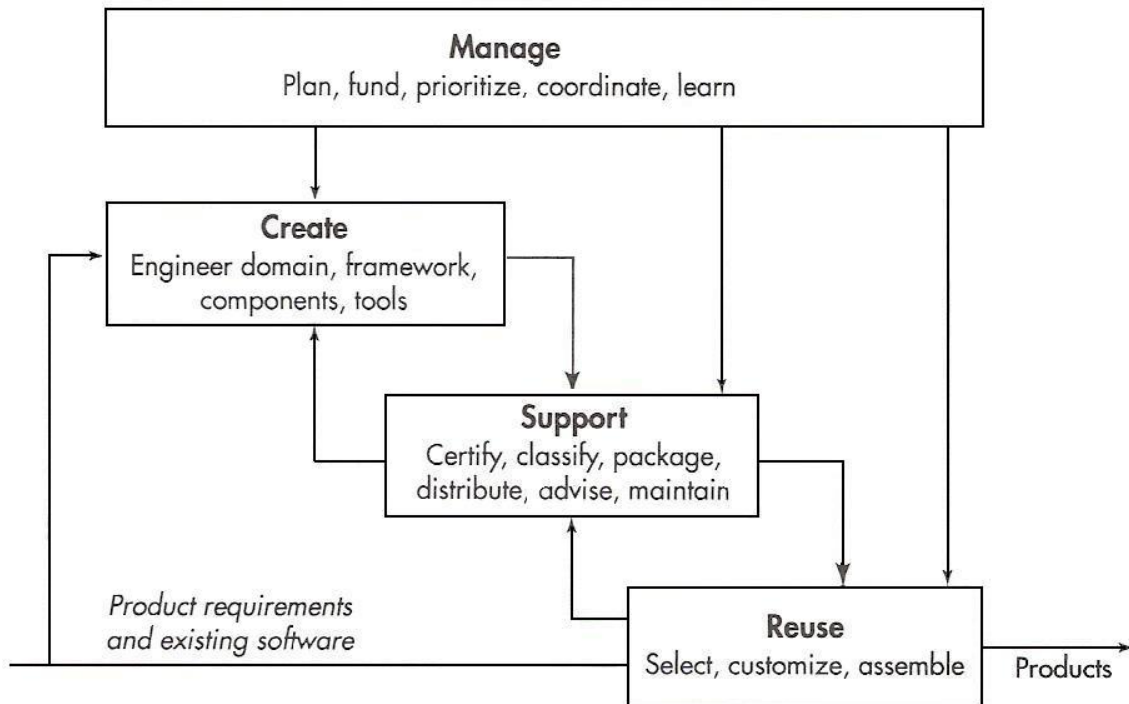 Manage
Plan, fund, prioritize, coordinate, learn
Create
Engineer domain, framework,
components, tools
Support
Certify, classify, package,
distribute, advise, maintain
Product requirements
and existing software
Reuse
Select, customize, assemble
Products